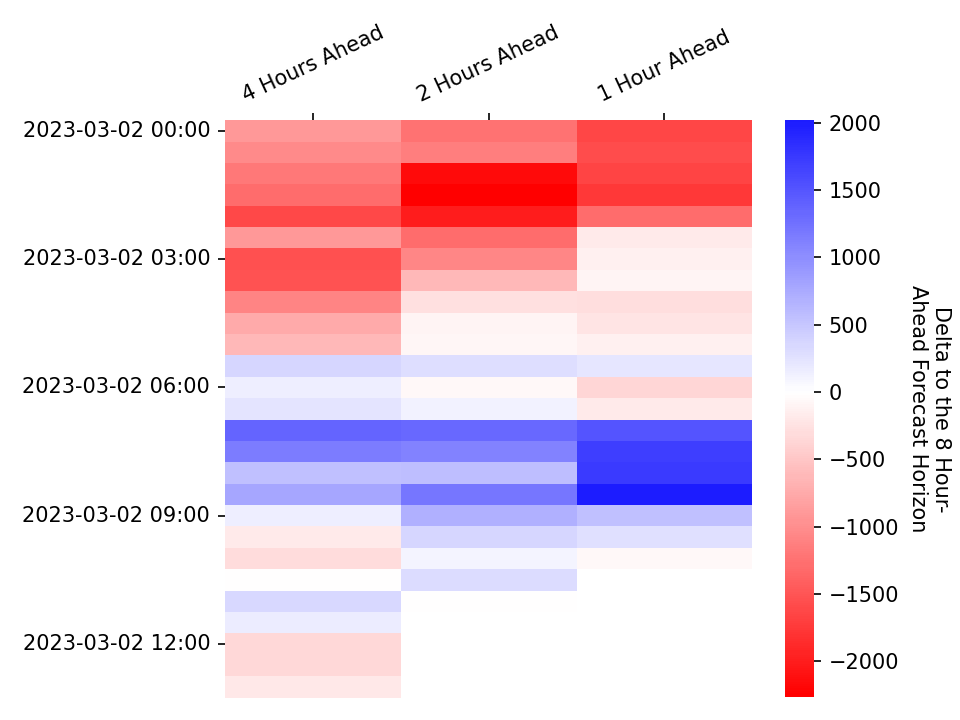 4 Hours Ahead
2 Hours Ahead
1 Hour Ahead
2023-03-02 00:00
2023-03-02 03:00
2023-03-02 06:00
2023-03-02 09:00
2023-03-02 12:00
2000
1500
1000
500
0
−500
−1000
−1500
−2000
Delta to the 8 Hour-
Ahead Forecast Horizon